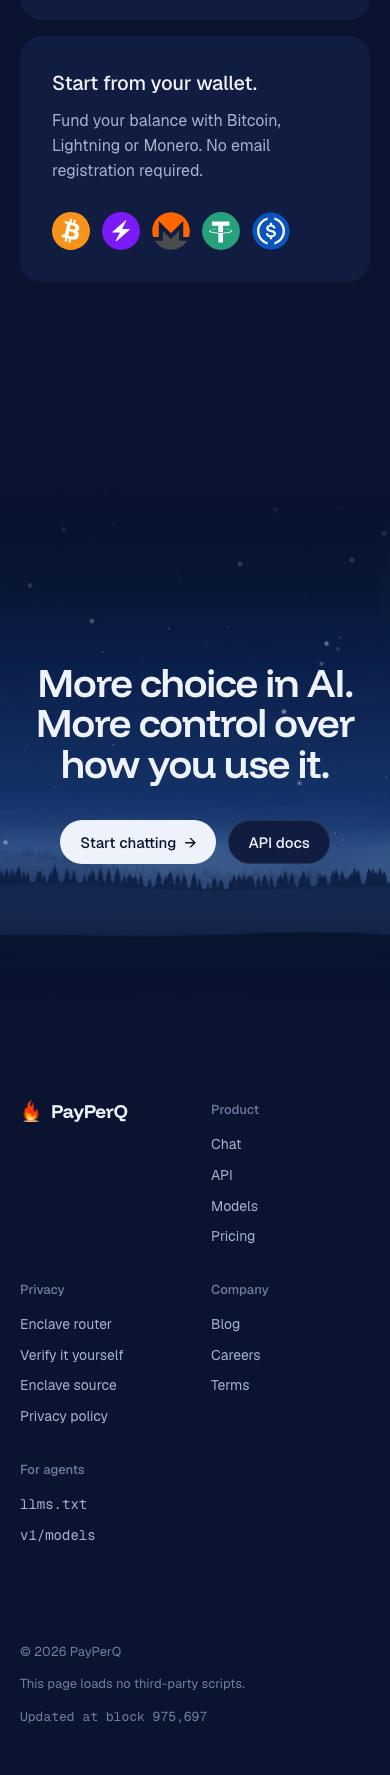 Start from your wallet.
Fund your balance with Bitcoin,
Lightning or Monero. No email
registration required.
More choice in AI.
More control over
how you use it.
Start chatting →
API docs
PayPerQ
Product
Chat
API
Models
Pricing
Privacy
Enclave router
Verify it yourself
Enclave source
Privacy policy
Company
Blog
Careers
Terms
For agents
llms.txt
v1/models
© 2026 PayPerQ
This page loads no third-party scripts.
Updated at block 975,697